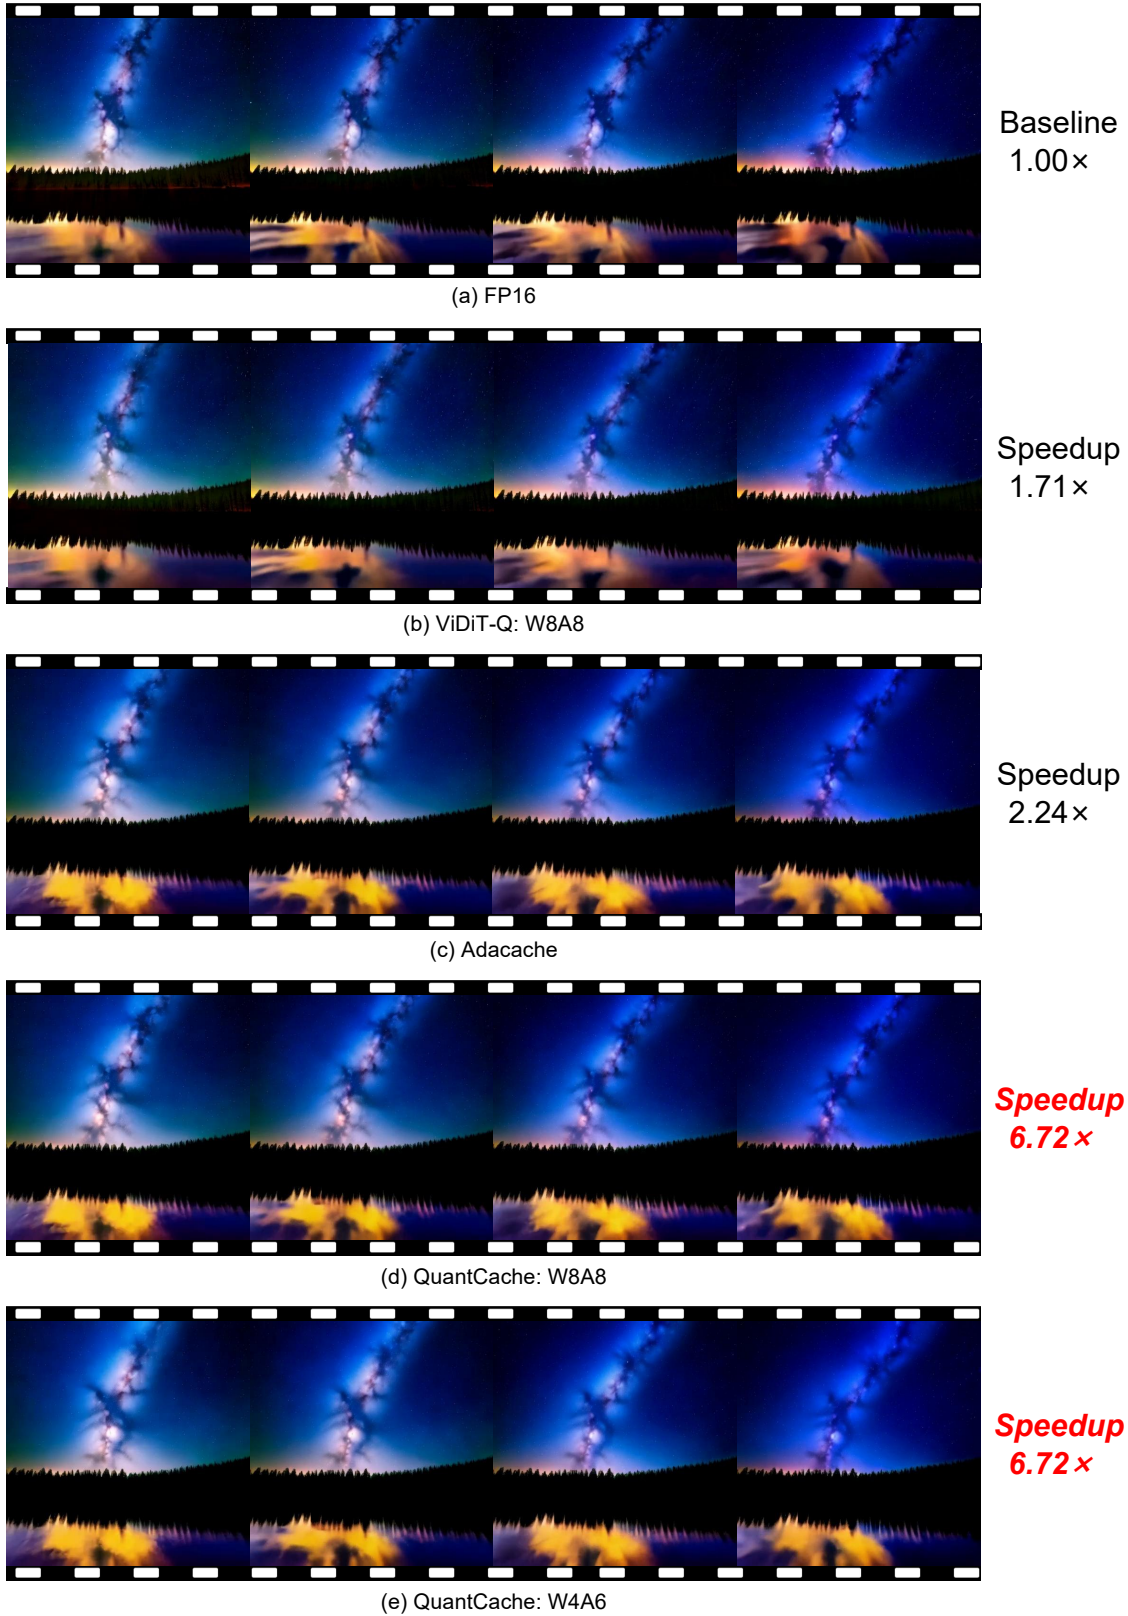 Baseline
1.00×
(a) FP16
Speedup
1.71×
(b) ViDiT-Q: W8A8
Speedup
2.24×
(c) Adacache
Speedup
6.72×
(d) QuantCache: W8A8
Speedup
6.72×
(e) QuantCache: W4A6